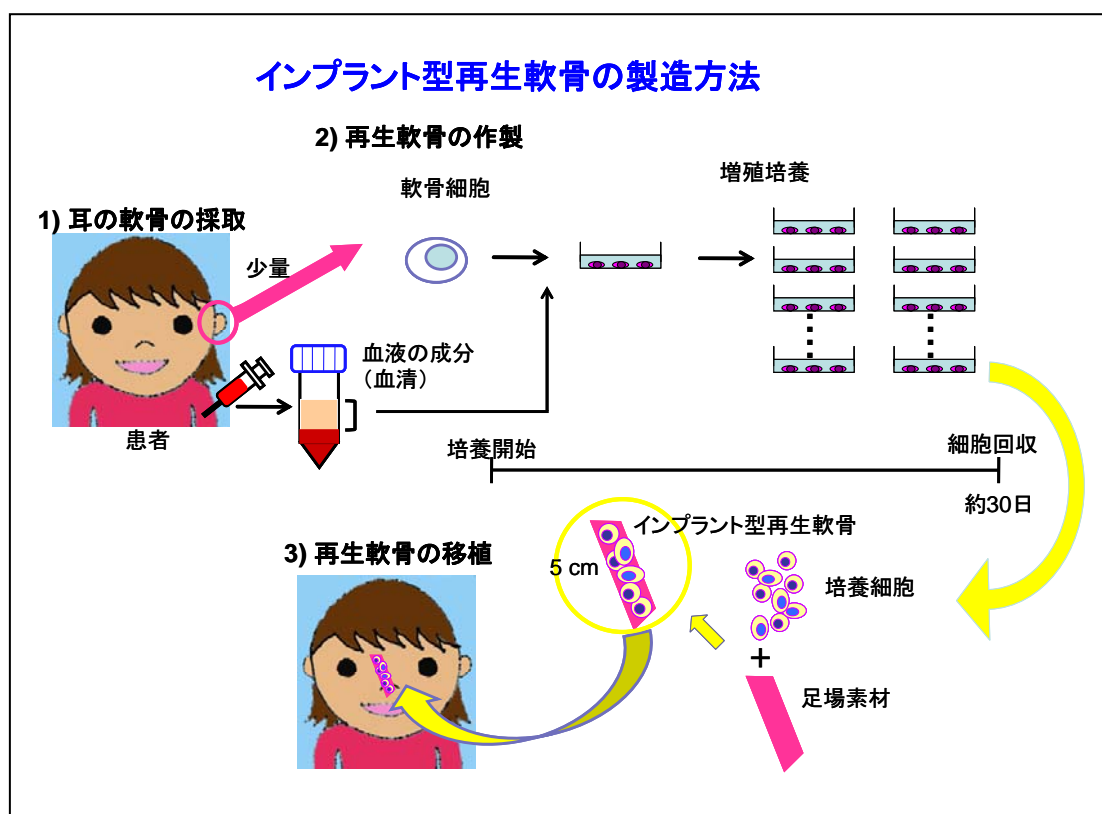 インプラント型再生軟骨の製造方法
2) 再生軟骨の作製
軟骨細胞
増殖培養
1) 耳の軟骨の採取
少量
血液の成分
（血清）
患者
培養開始
細胞回収
約30日
インプラント型再生軟骨
3) 再生軟骨の移植
5 cm
培養細胞
+
足場素材